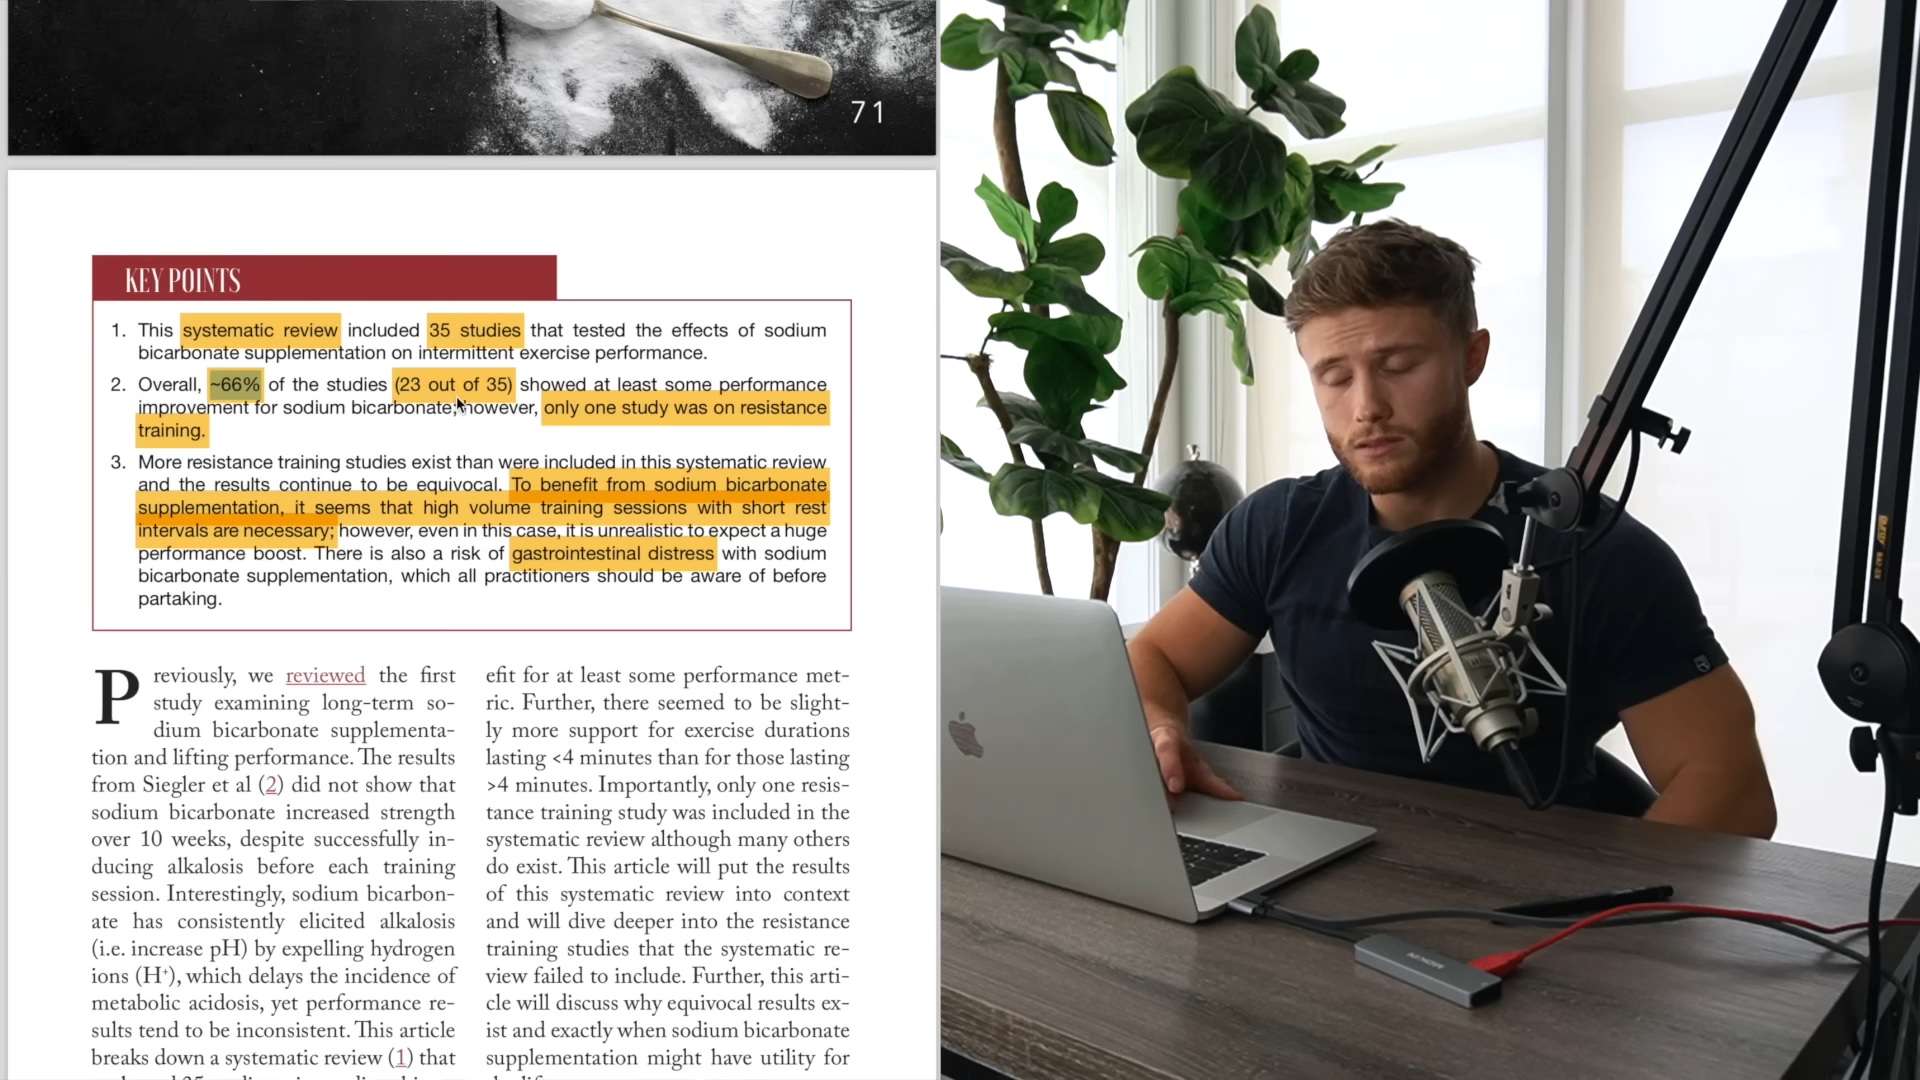 71
KEY POINTS
1. This systematic review included 35 studies that tested the effects of sodium
bicarbonate supplementation on intermittent exercise performance.
2. Overall, ~66% of the studies (23 out of 35) showed at least some performance
improvement for sodium bicarbonate; however, only one study was on resistance
training.
3. More resistance training studies exist than were included in this systematic review
and the results continue to be equivocal. To benefit from sodium bicarbonate
supplementation, it seems that high volume training sessions with short rest
intervals are necessary; however, even in this case, it is unrealistic to expect a huge
performance boost. There is also a risk of gastrointestinal distress with sodium
bicarbonate supplementation, which all practitioners should be aware of before
partaking.
Previously, we reviewed the first
study examining long-term so-
dium bicarbonate supplementa-
tion and lifting performance. The results
from Siegler et al (2) did not show that
sodium bicarbonate increased strength
over 10 weeks, despite successfully in-
ducing alkalosis before each training
session. Interestingly, sodium bicarbon-
ate has consistently elicited alkalosis
(i.e. increase pH) by expelling hydrogen
ions (H⁺), which delays the incidence of
metabolic acidosis, yet performance re-
sults tend to be inconsistent. This article
breaks down a systematic review (1) that
efit for at least some performance met-
ric. Further, there seemed to be slight-
ly more support for exercise durations
lasting <4 minutes than for those lasting
>4 minutes. Importantly, only one resis-
tance training study was included in the
systematic review although many others
do exist. This article will put the results
of this systematic review into context
and will dive deeper into the resistance
training studies that the systematic re-
view failed to include. Further, this arti-
cle will discuss why equivocal results ex-
ist and exactly when sodium bicarbonate
supplementation might have utility for